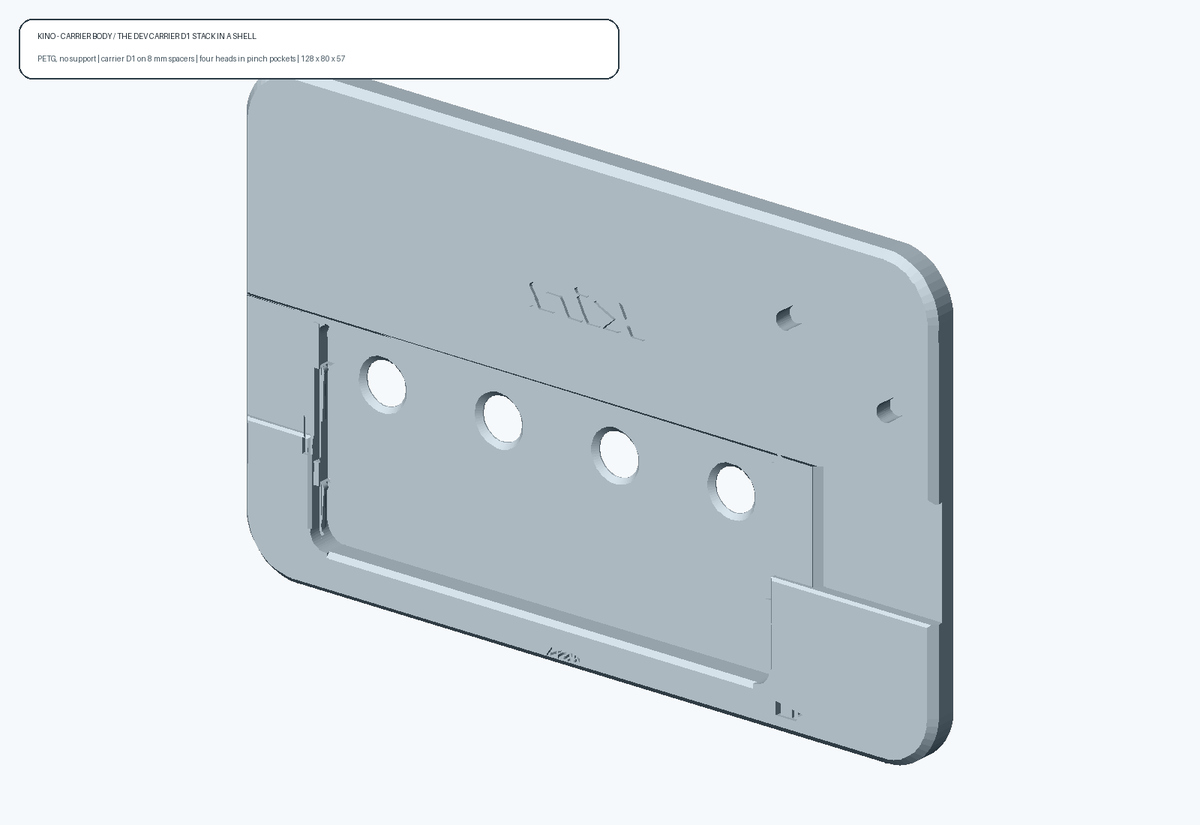 KINO - CARRIER BODY / THE DEV CARRIER D1 STACK IN A SHELL
PETG, no support | carrier D1 on 8 mm spacers | four heads in pinch pockets | 128 x 80 x 57